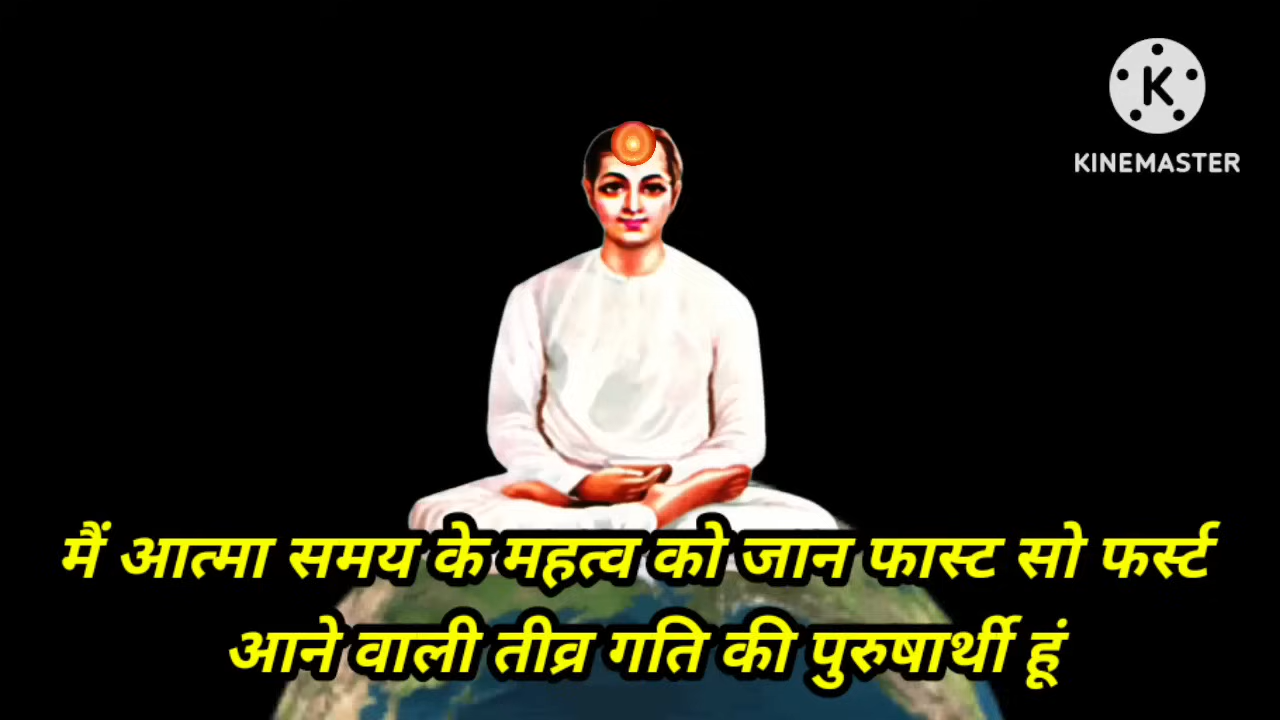 KINEMASTER
मैं आत्मा समय के महत्व को जान फास्ट सो फर्स्ट
आने वाली तीव्र गति की पुरुषार्थी हूं